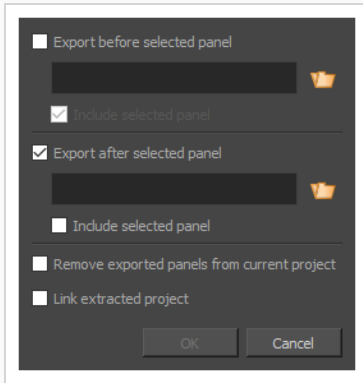 Export before selected panel
Include selected panel
Export after selected panel
Include selected panel
Remove exported panels from current project
Link extracted project
OK Cancel